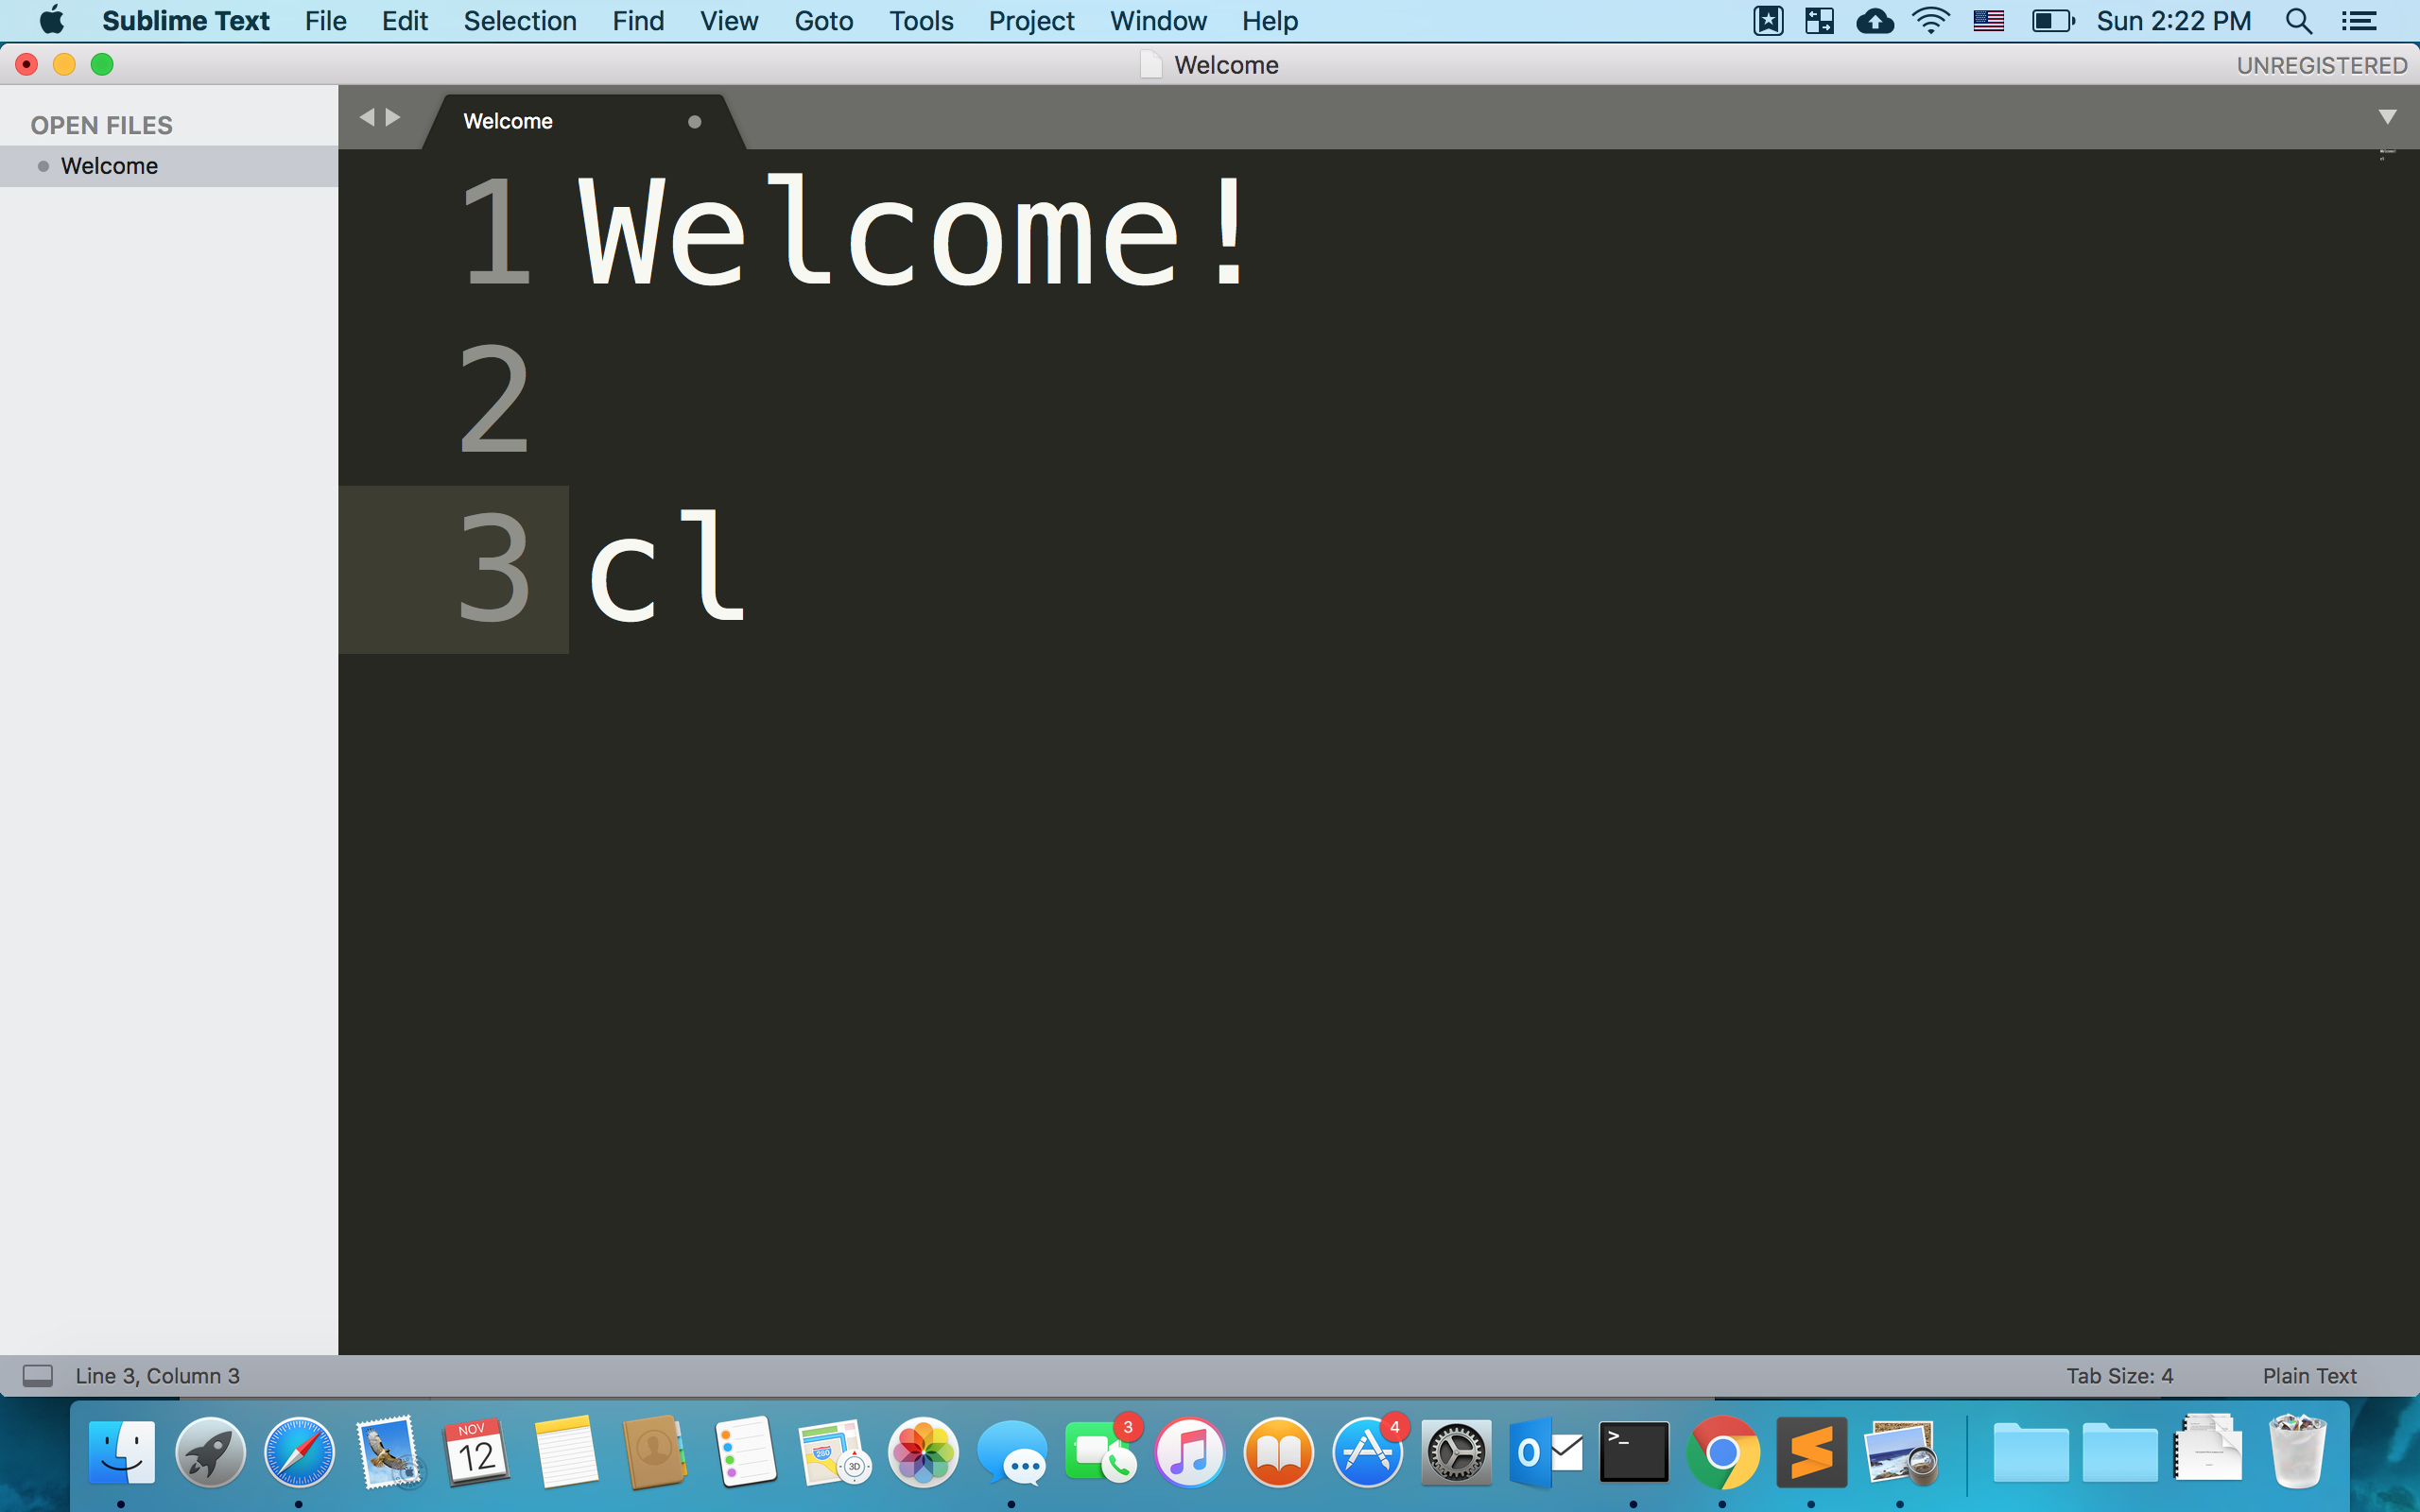 Sublime Text File Edit Selection Find View Goto Tools Project Window Help Sun 2:22 PM
Welcome UNREGISTERED
OPEN FILES
Welcome
Welcome
1 Welcome!
2
3 cl
Line 3, Column 3 Tab Size: 4 Plain Text
NOV
12
280
3D
3
4
O
>_